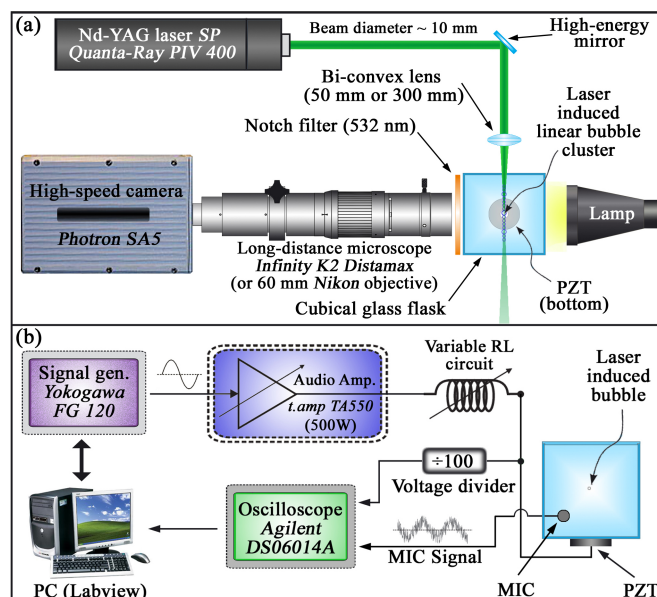 (a)
Nd-YAG laser SP
Quanta-Ray PIV 400
Beam diameter ~ 10 mm
High-energy
mirror
Bi-convex lens
(50 mm or 300 mm)
Notch filter (532 nm)
Laser
induced
linear bubble
cluster
High-speed camera
Photron SA5
Lamp
Long-distance microscope
Infinity K2 Distamax
(or 60 mm Nikon objective)
Cubical glass flask
PZT
(bottom)
(b)
Signal gen.
Yokogawa
FG 120
Audio Amp.
t.amp TA550
(500W)
Variable RL
circuit
Laser
induced
bubble
÷100
Voltage divider
Oscilloscope
Agilent
DS06014A
MIC Signal
PC (Labview)
MIC
PZT